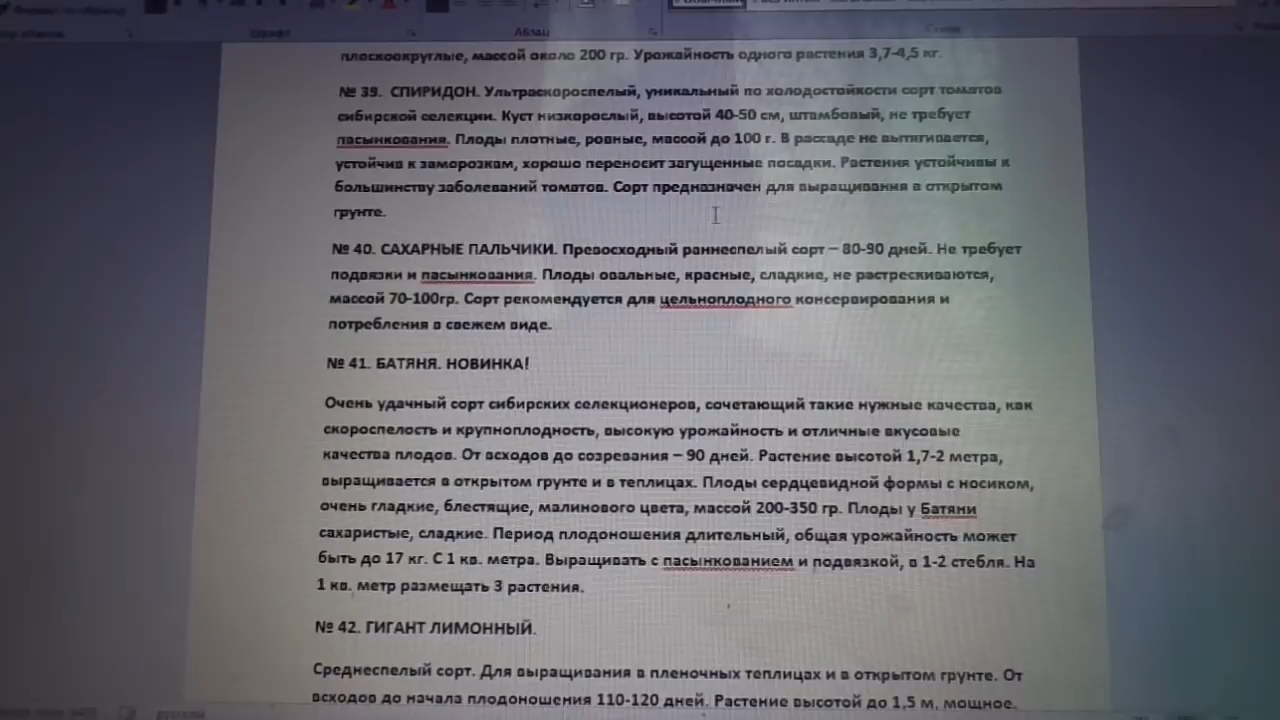 Абзац
плоскоокруглые, массой около 200 гр. Урожайность одного растения 3,7-4,5 кг.
№ 39. СПИРИДОН. Ультраскороспелый, уникальный по холодостойкости сорт томатов
сибирской селекции. Куст низкорослый, высотой 40-50 см, штамбовый, не требует
пасынкования. Плоды плотные, ровные, массой до 100 г. В рассаде не вытягивается,
устойчив к заморозкам, хорошо переносит загущенные посадки. Растения устойчивы к
большинству заболеваний томатов. Сорт предназначен для выращивания в открытом
грунте.
№ 40. САХАРНЫЕ ПАЛЬЧИКИ. Превосходный раннеспелый сорт – 80-90 дней. Не требует
подвязки и пасынкования. Плоды овальные, красные, сладкие, не растрескиваются,
массой 70-100гр. Сорт рекомендуется для цельноплодного консервирования и
потребления в свежем виде.
№ 41. БАТЯНЯ. НОВИНКА!
Очень удачный сорт сибирских селекционеров, сочетающий такие нужные качества, как
скороспелость и крупноплодность, высокую урожайность и отличные вкусовые
качества плодов. От всходов до созревания – 90 дней. Растение высотой 1,7-2 метра,
выращивается в открытом грунте и в теплицах. Плоды сердцевидной формы с носиком,
очень гладкие, блестящие, малинового цвета, массой 200-350 гр. Плоды у Батяни
сахаристые, сладкие. Период плодоношения длительный, общая урожайность может
быть до 17 кг. С 1 кв. метра. Выращивать с пасынкованием и подвязкой, в 1-2 стебля. На
1 кв. метр размещать 3 растения.
№ 42. ГИГАНТ ЛИМОННЫЙ.
Среднеспелый сорт. Для выращивания в пленочных теплицах и в открытом грунте. От
всходов до начала плодоношения 110-120 дней. Растение высотой до 1,5 м, мощное.